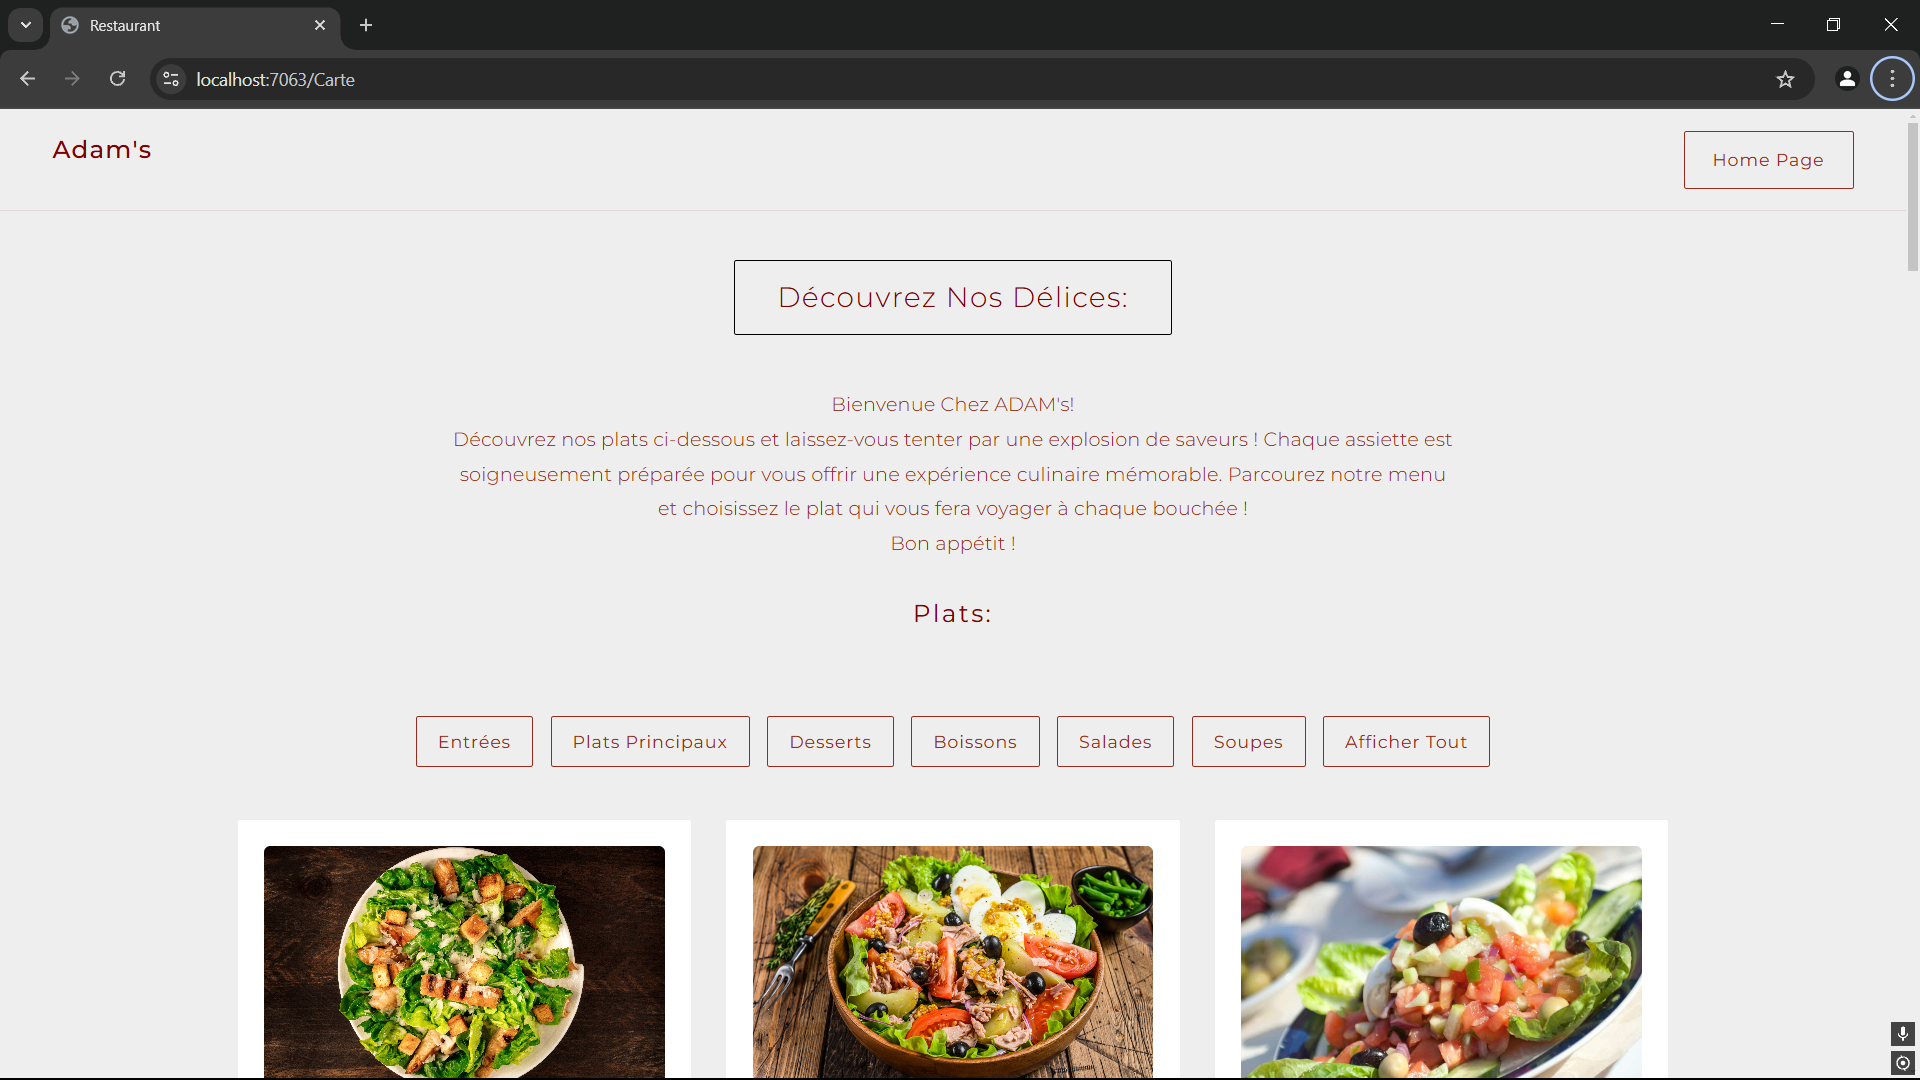 Restaurant
localhost:7063/Carte
Adam's
Home Page
Découvrez Nos Délices:
Bienvenue Chez ADAM's!
Découvrez nos plats ci-dessous et laissez-vous tenter par une explosion de saveurs ! Chaque assiette est
soigneusement préparée pour vous offrir une expérience culinaire mémorable. Parcourez notre menu
et choisissez le plat qui vous fera voyager à chaque bouchée !
Bon appétit !
Plats:
Entrées
Plats Principaux
Desserts
Boissons
Salades
Soupes
Afficher Tout